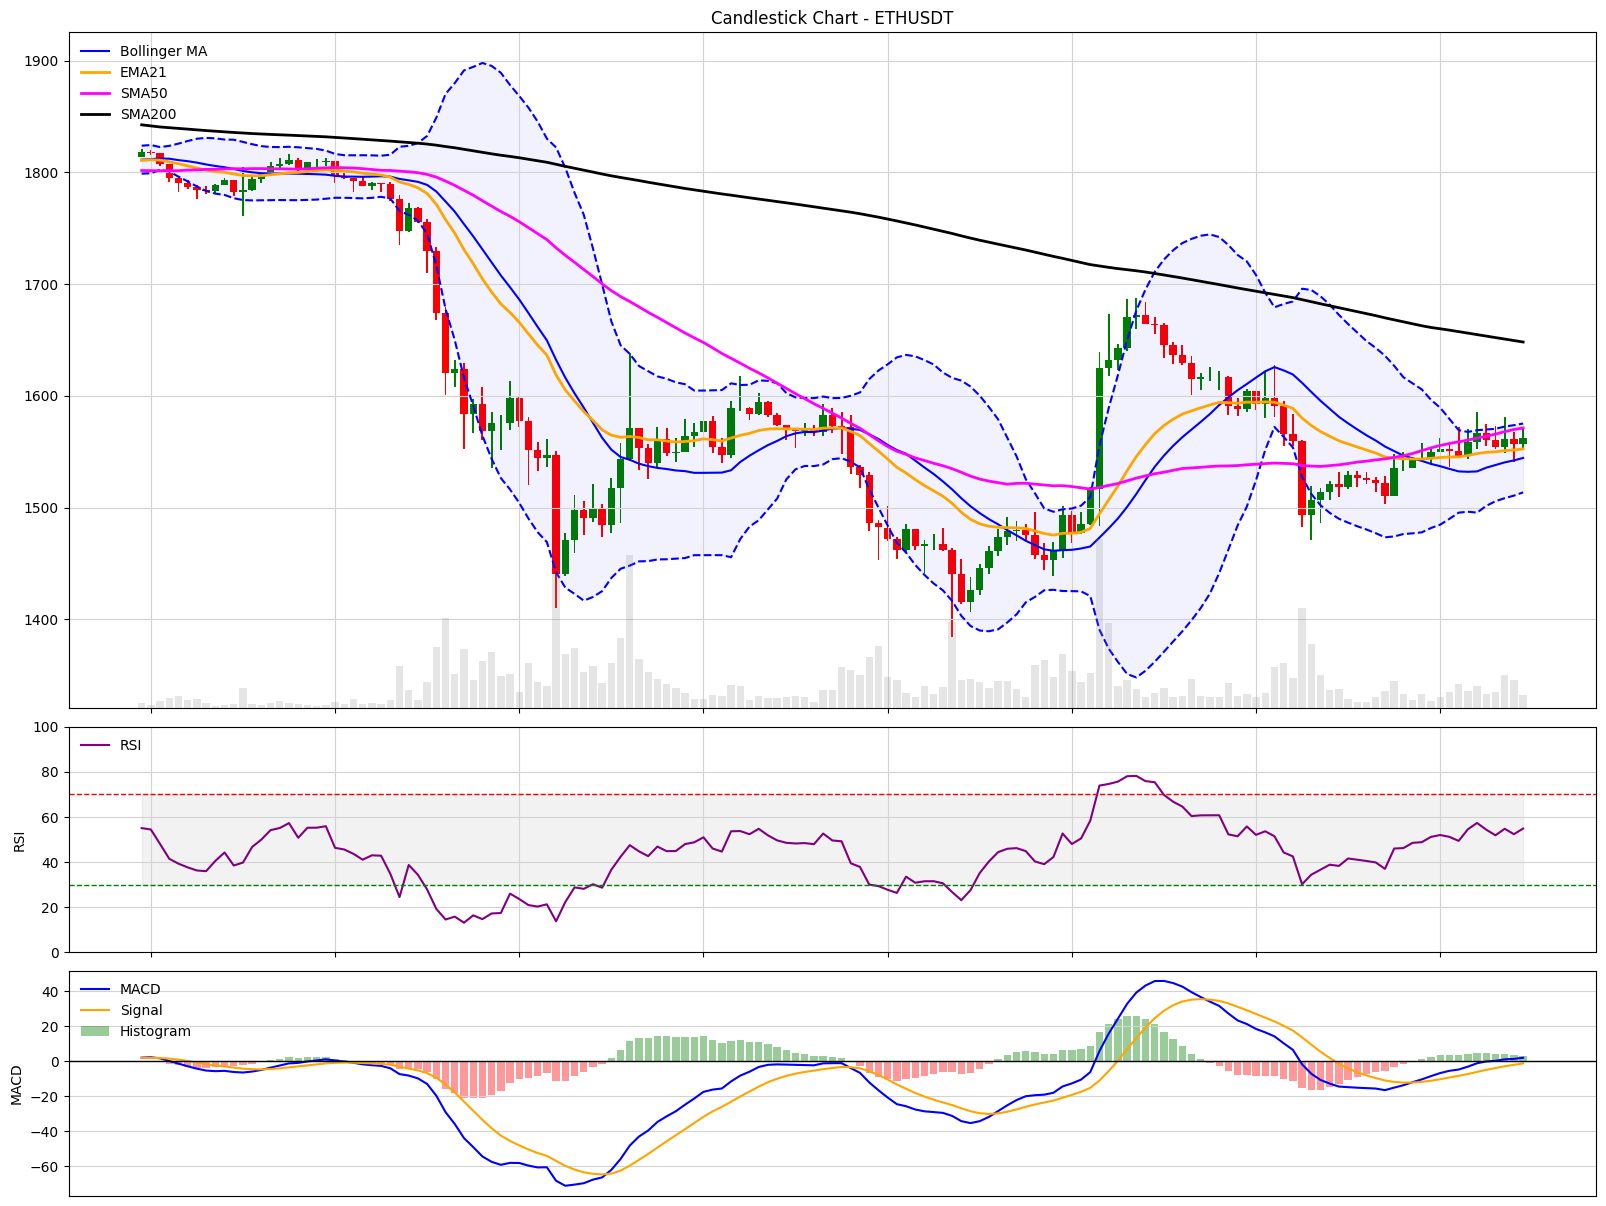 Candlestick Chart - ETHUSDT
Bollinger MA
EMA21
SMA50
SMA200
1900
1800
1700
1600
1500
1400
RSI
100
80
60
40
20
0
RSI
MACD
Signal
Histogram
40
20
0
−20
−40
−60
MACD